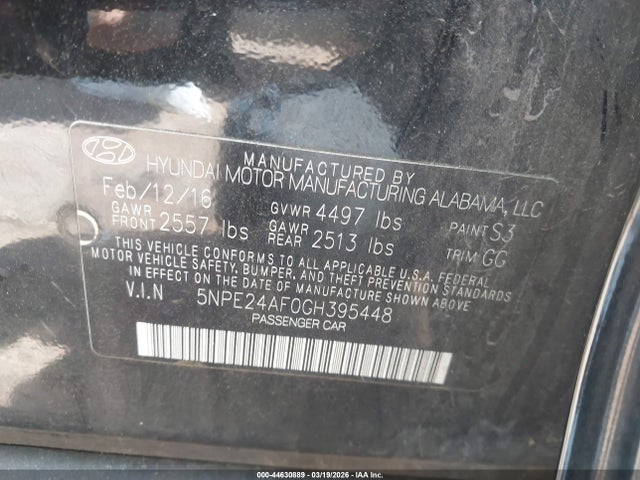 MANUFACTURED BY
HYUNDAI MOTOR MANUFACTURING ALABAMA, LLC
Feb/12/16 GVWR 4497 lbs PAINT S3
GAWR FRONT 2557 lbs GAWR REAR 2513 lbs TRIM GG
THIS VEHICLE CONFORMS TO ALL APPLICABLE U.S.A. FEDERAL
MOTOR VEHICLE SAFETY, BUMPER, AND THEFT PREVENTION STANDARDS
IN EFFECT ON THE DATE OF MANUFACTURE SHOWN ABOVE.
V.I.N 5NPE24AF0GH395448
PASSENGER CAR
000-44630889 - 03/19/2026 - IAA Inc.